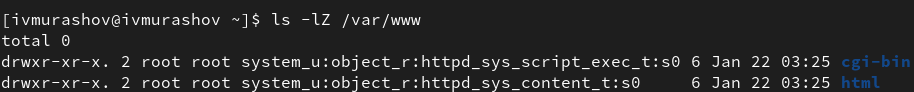 [ivmurashov@ivmurashov ~]$ ls -lZ /var/www
total 0
drwxr-xr-x. 2 root root system_u:object_r:httpd_sys_script_exec_t:s0 6 Jan 22 03:25 cgi-bin
drwxr-xr-x. 2 root root system_u:object_r:httpd_sys_content_t:s0     6 Jan 22 03:25 html